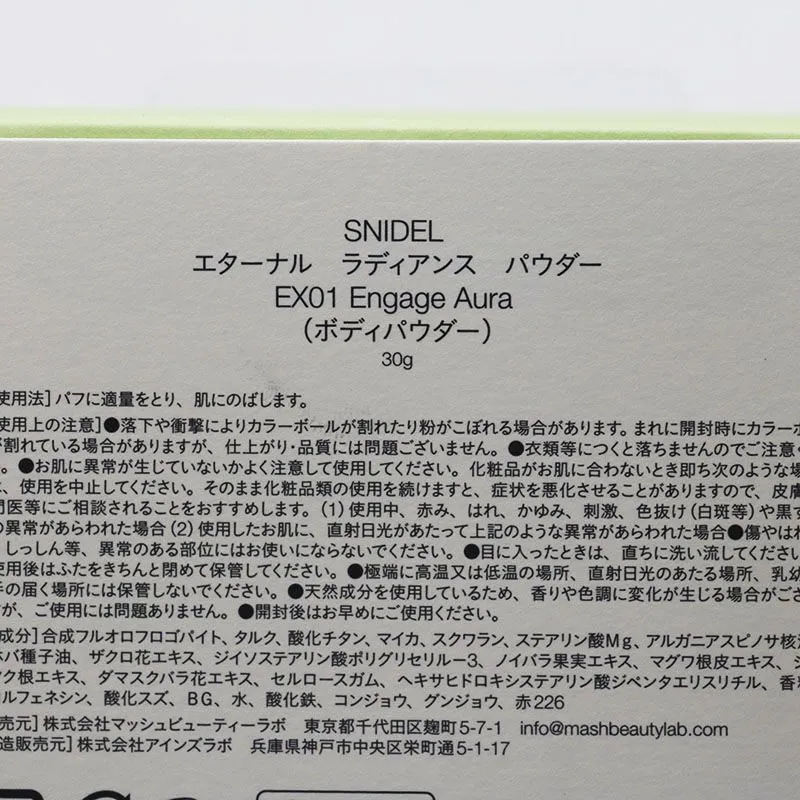 SNIDEL
エターナル ラディアンス パウダー
EX01 Engage Aura
（ボディパウダー）
30g
使用法］パフに適量をとり、肌にのばします。
使用上の注意］●落下や衝撃によりカラーボールが割れたり粉がこぼれる場合があります。まれに開封時にカラーボ
が割れている場合がありますが、仕上がり・品質には問題ございません。●衣類等につくと落ちませんのでご注意く
。●お肌に異常が生じていないかよく注意して使用してください。化粧品がお肌に合わないとき即ち次のような場
は、使用を中止してください。そのまま化粧品類の使用を続けますと、症状を悪化させることがありますので、皮膚
門医等にご相談されることをおすすめします。（1）使用中、赤み、はれ、かゆみ、刺激、色抜け（白斑等）や黒ず
の異常があらわれた場合（2）使用したお肌に、直射日光があたって上記のような異常があらわれた場合●傷やはれ
、しっしん等、異常のある部位にはお使いにならないでください。●目に入ったときは、直ちに洗い流してください
使用後はふたをきちんと閉めて保管してください。●極端に高温又は低温の場所、直射日光のあたる場所、乳幼
手の届く場所には保管しないでください。●天然成分を使用しているため、香りや色調に変化が生じる場合がござ
すが、ご使用には問題ありません。●開封後はお早めにご使用ください。
成分］合成フルオロフロゴパイト、タルク、酸化チタン、マイカ、スクワラン、ステアリン酸Mg、アルガニアスピノサ核油
ホバ種子油、ザクロ花エキス、ジイソステアリン酸ポリグリセリル－3、ノイバラ果実エキス、マグワ根皮エキス、シ
ク根エキス、ダマスクバラ花エキス、セルロースガム、ヘキサヒドロキシステアリン酸ジペンタエリスリチル、香料
ルフェネシン、酸化スズ、BG、水、酸化鉄、コンジョウ、グンジョウ、赤226
売元］株式会社マッシュビューティーラボ 東京都千代田区麹町5-7-1 info@mashbeautylab.com
造販売元］株式会社アインズラボ 兵庫県神戸市中央区栄町通5-1-17